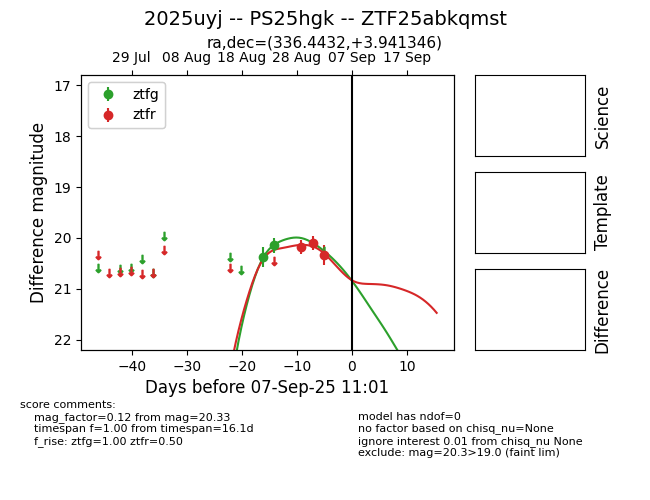 2025uyj -- PS25hgk -- ZTF25abkqmst
ra,dec=(336.4432,+3.941346)
29 Jul 08 Aug 18 Aug 28 Aug 07 Sep 17 Sep
ztfg
ztfr
17
18
19
20
21
22
Difference magnitude
−40 −30 −20 −10 0 10
Days before 07-Sep-25 11:01
Science
Template
Difference
score comments:
mag_factor=0.12 from mag=20.33
timespan f=1.00 from timespan=16.1d
f_rise: ztfg=1.00 ztfr=0.50
model has ndof=0
no factor based on chisq_nu=None
ignore interest 0.01 from chisq_nu None
exclude: mag=20.3>19.0 (faint lim)